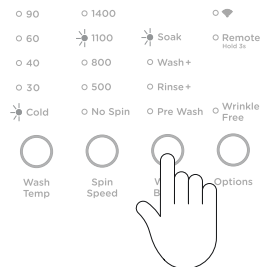 90 1400
60 1100 Soak Remote
Hold 3s
40 800 Wash+
30 500 Rinse+
Cold No Spin Pre Wash Wrinkle
Free
Wash Spin Options
Temp Speed